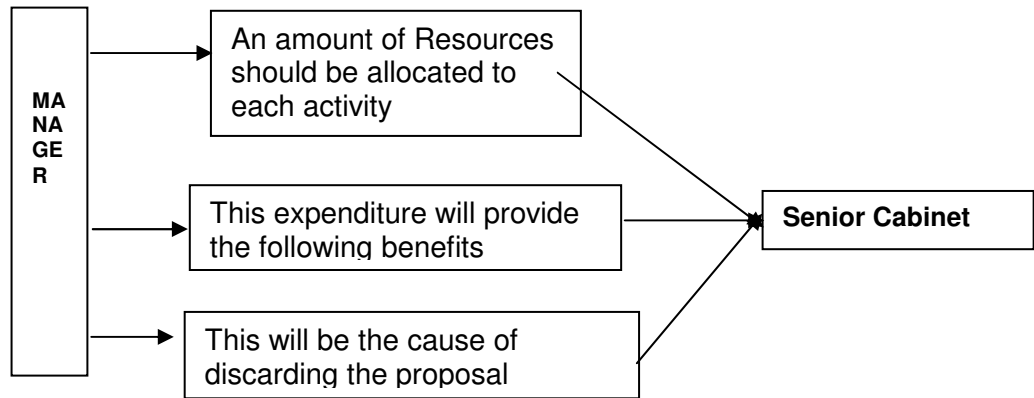 MA
NA
GE
R
An amount of Resources
should be allocated to
each activity
This expenditure will provide
the following benefits
This will be the cause of
discarding the proposal
Senior Cabinet